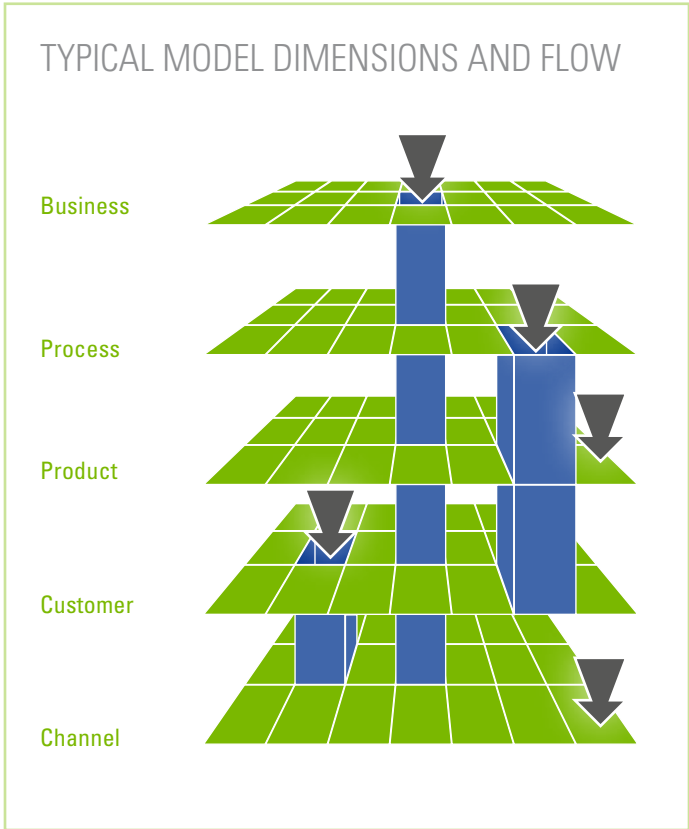 TYPICAL MODEL DIMENSIONS AND FLOW
Business
Process
Product
Customer
Channel